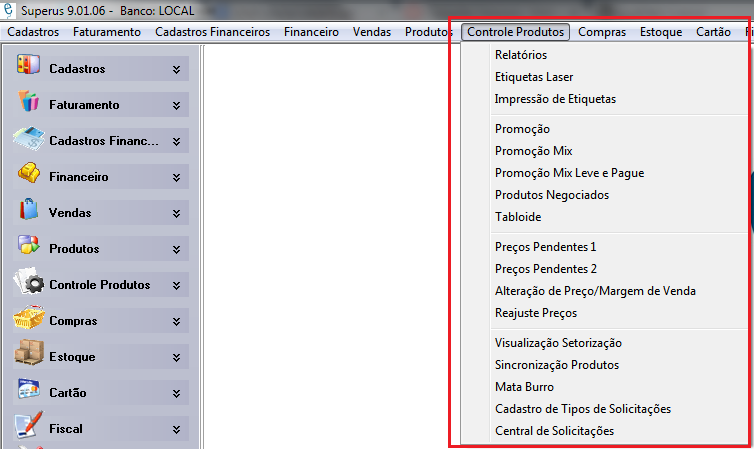 Superus 9.01.06 - Banco: LOCAL
Cadastros Faturamento Cadastros Financeiros Financeiro Vendas Produtos Controle Produtos Compras Estoque Cartão
Cadastros
Faturamento
Cadastros Financ...
Financeiro
Vendas
Produtos
Controle Produtos
Compras
Estoque
Cartão
Fiscal
Relatórios
Etiquetas Laser
Impressão de Etiquetas
Promoção
Promoção Mix
Promoção Mix Leve e Pague
Produtos Negociados
Tabloide
Preços Pendentes 1
Preços Pendentes 2
Alteração de Preço/Margem de Venda
Reajuste Preços
Visualização Setorização
Sincronização Produtos
Mata Burro
Cadastro de Tipos de Solicitações
Central de Solicitações